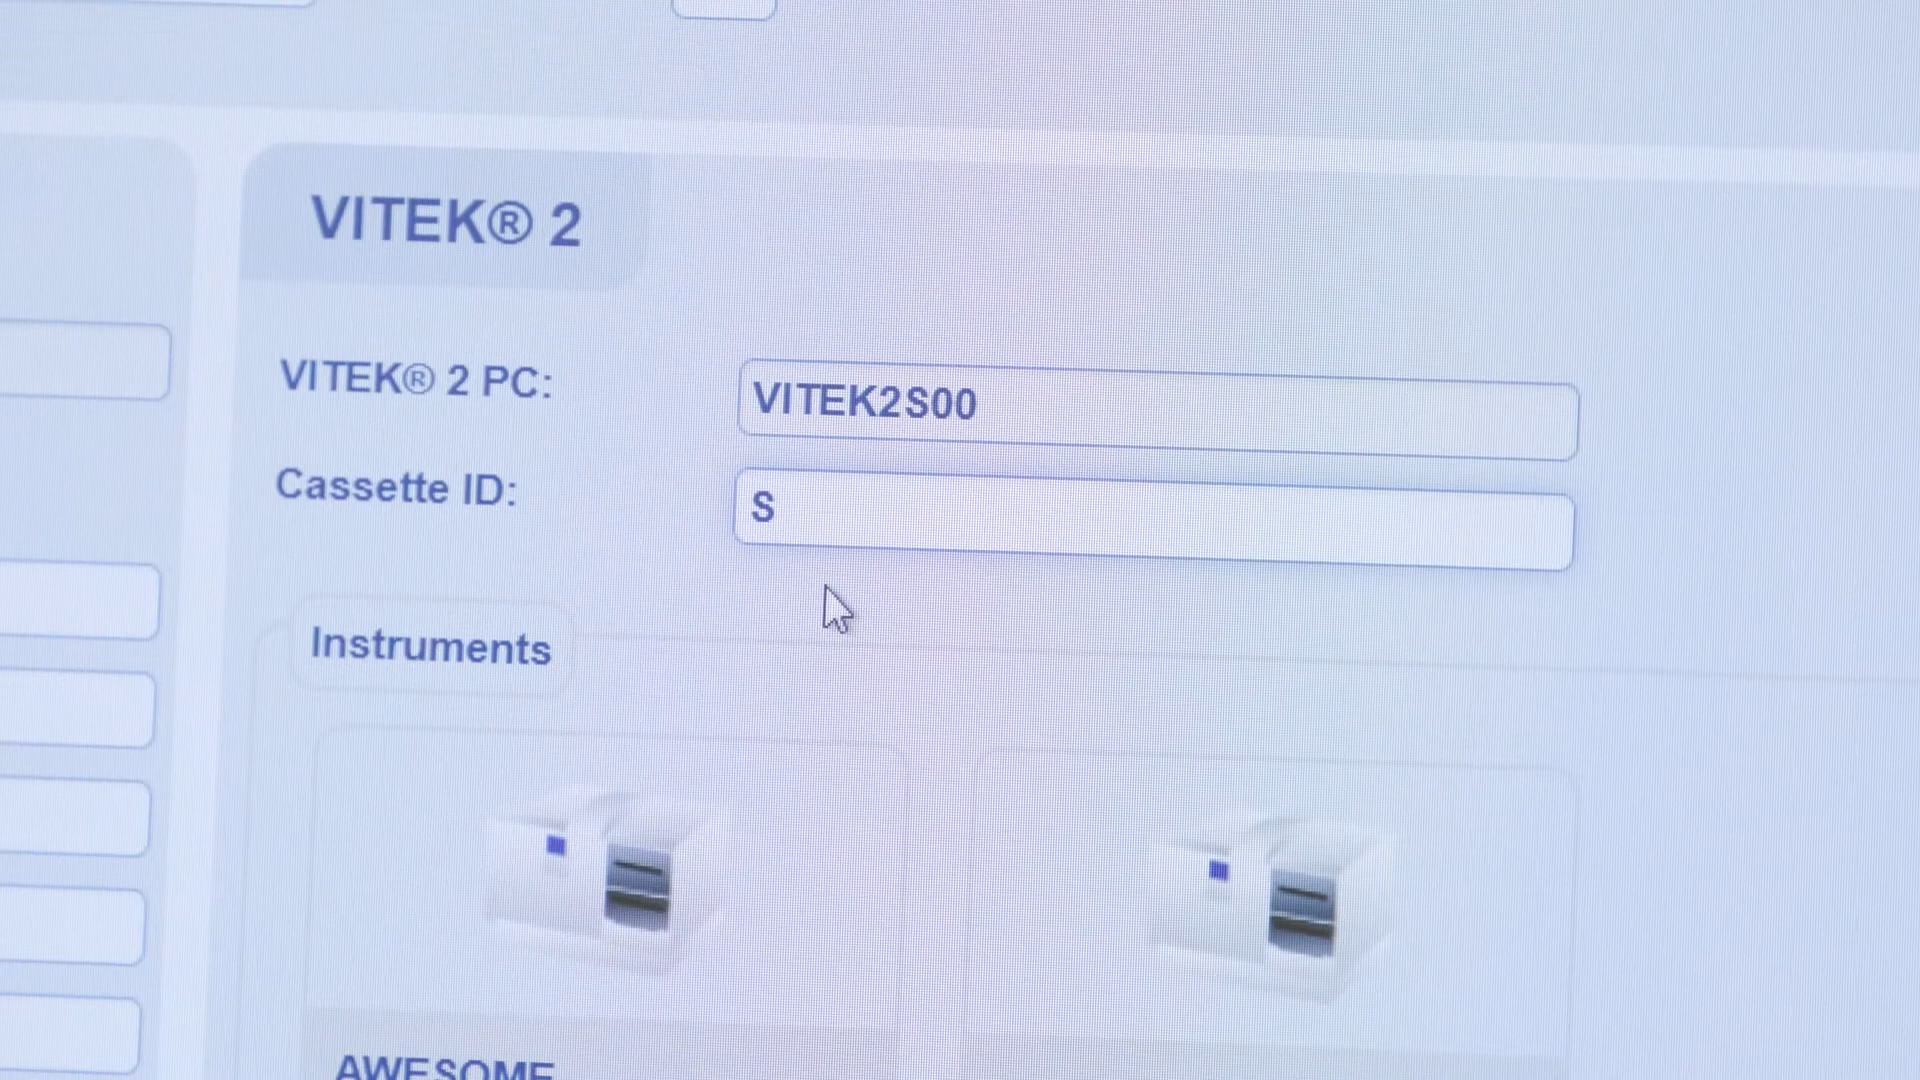 VITEK® 2
VITEK® 2 PC:
VITEK2S00
Cassette ID:
S
Instruments
AWESOME